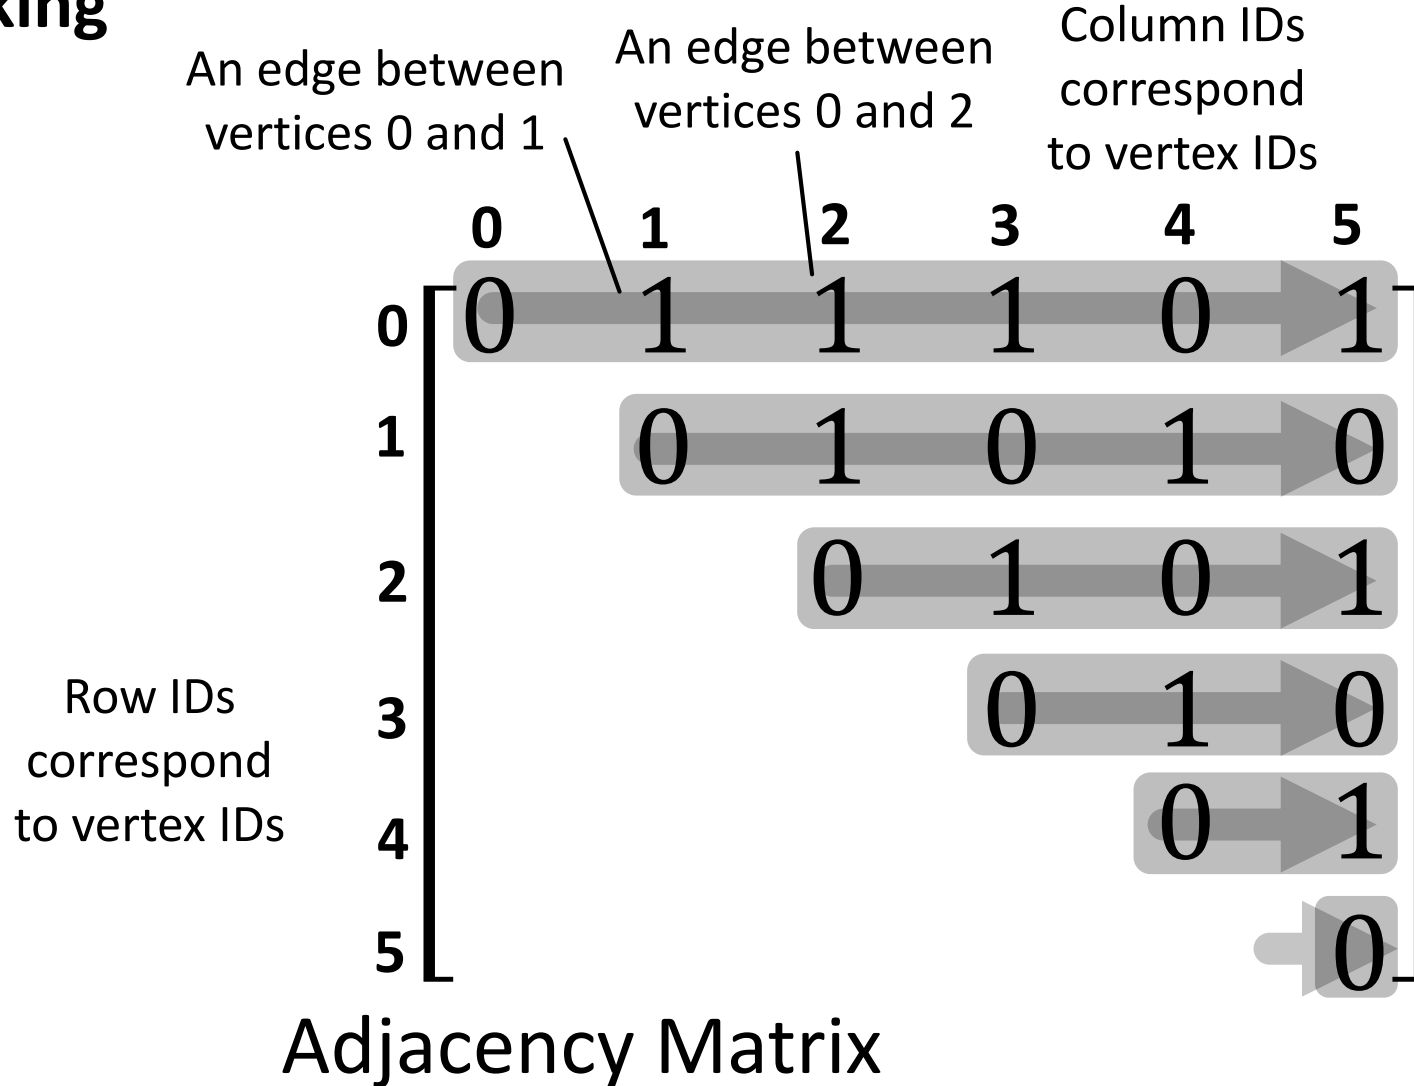 An edge between
vertices 0 and 1
An edge between
vertices 0 and 2
Column IDs
correspond
to vertex IDs
0 1 2 3 4 5
0 0 1 1 1 0 1
1 0 1 0 1 0
2 0 1 0 1
3 0 1 0
4 0 1
5 0
Row IDs
correspond
to vertex IDs
Adjacency Matrix